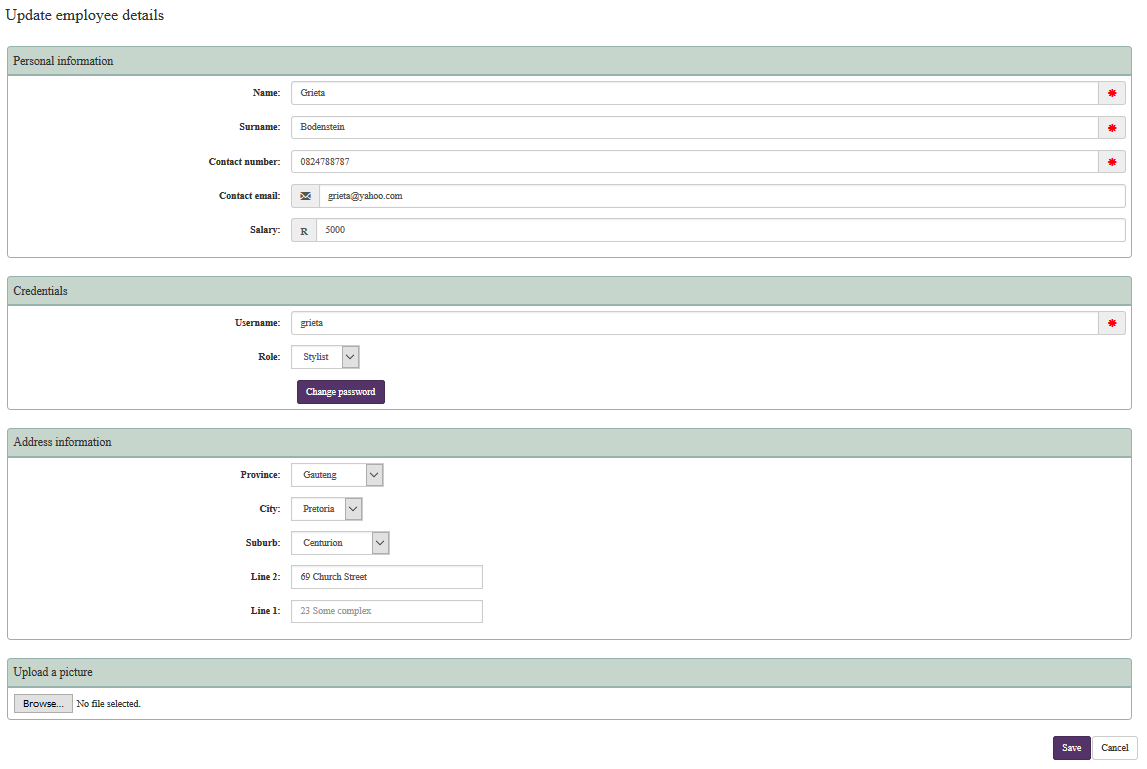 Update employee details
Personal information
Name: Grieta
Surname: Bodenstein
Contact number: 0824788787
Contact email: grieta@yahoo.com
Salary: R 5000
Credentials
Username: grieta
Role: Stylist
Change password
Address information
Province: Gauteng
City: Pretoria
Suburb: Centurion
Line 2: 69 Church Street
Line 1: 23 Some complex
Upload a picture
Browse... No file selected.
Save Cancel